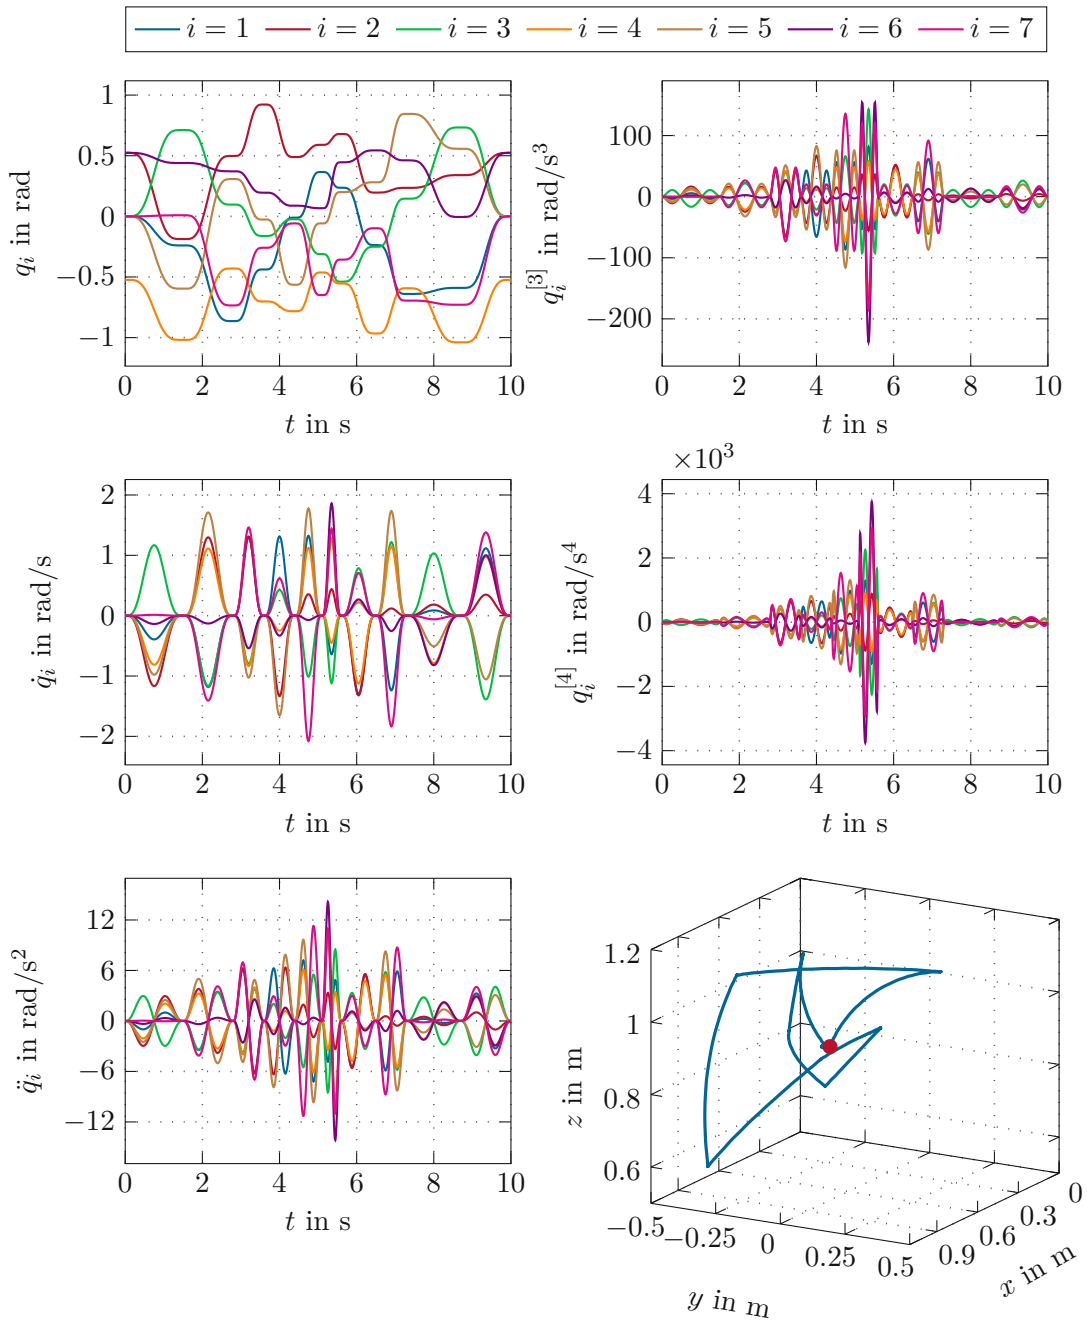 i = 1 i = 2 i = 3 i = 4 i = 5 i = 6 i = 7
1
0.5
0
−0.5
−1
q_i in rad
0 2 4 6 8 10
t in s
100
0
−100
−200
q_i^[3] in rad/s^3
0 2 4 6 8 10
t in s
2
1
0
−1
−2
q̇_i in rad/s
0 2 4 6 8 10
t in s
×10^3
4
2
0
−2
−4
q_i^[4] in rad/s^4
0 2 4 6 8 10
t in s
12
6
0
−6
−12
q̈_i in rad/s^2
0 2 4 6 8 10
t in s
1.2
1
0.8
0.6
z in m
−0.5 −0.25 0 0.25 0.5
y in m
0.9 0.6 0.3 0
x in m